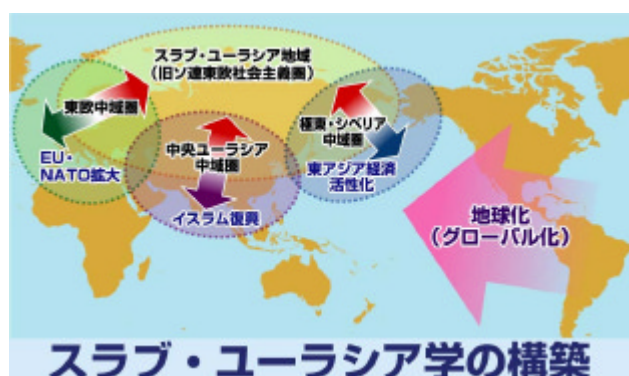 スラブ・ユーラシア地域
(旧ソ連東欧社会主義圏)
東欧中域圏
EU・
NATO拡大
中央ユーラシア
中域圏
イスラム復興
極東・シベリア
中域圏
東アジア経済
活性化
地球化
(グローバル化)
スラブ・ユーラシア学の構築